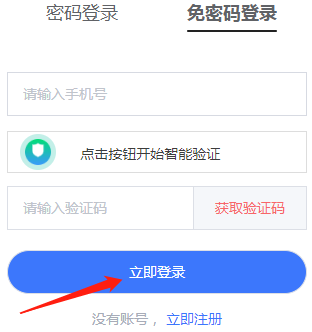 密码登录 免密码登录
请输入手机号
点击按钮开始智能验证
请输入验证码 获取验证码
立即登录
没有账号，立即注册